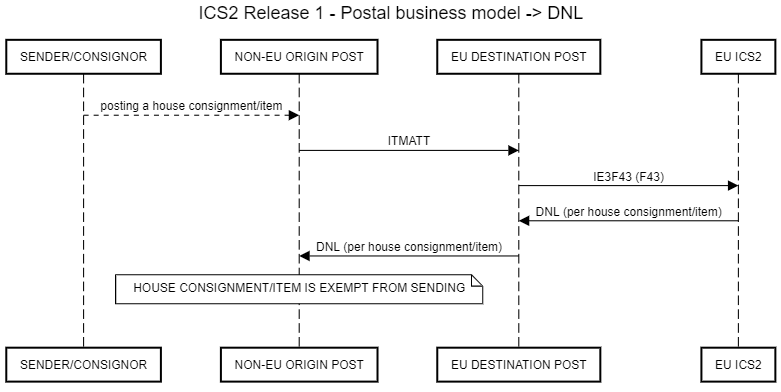 ICS2 Release 1 - Postal business model -> DNL
SENDER/CONSIGNOR NON-EU ORIGIN POST EU DESTINATION POST EU ICS2
posting a house consignment/item
ITMATT
IE3F43 (F43)
DNL (per house consignment/item)
DNL (per house consignment/item)
HOUSE CONSIGNMENT/ITEM IS EXEMPT FROM SENDING
SENDER/CONSIGNOR NON-EU ORIGIN POST EU DESTINATION POST EU ICS2